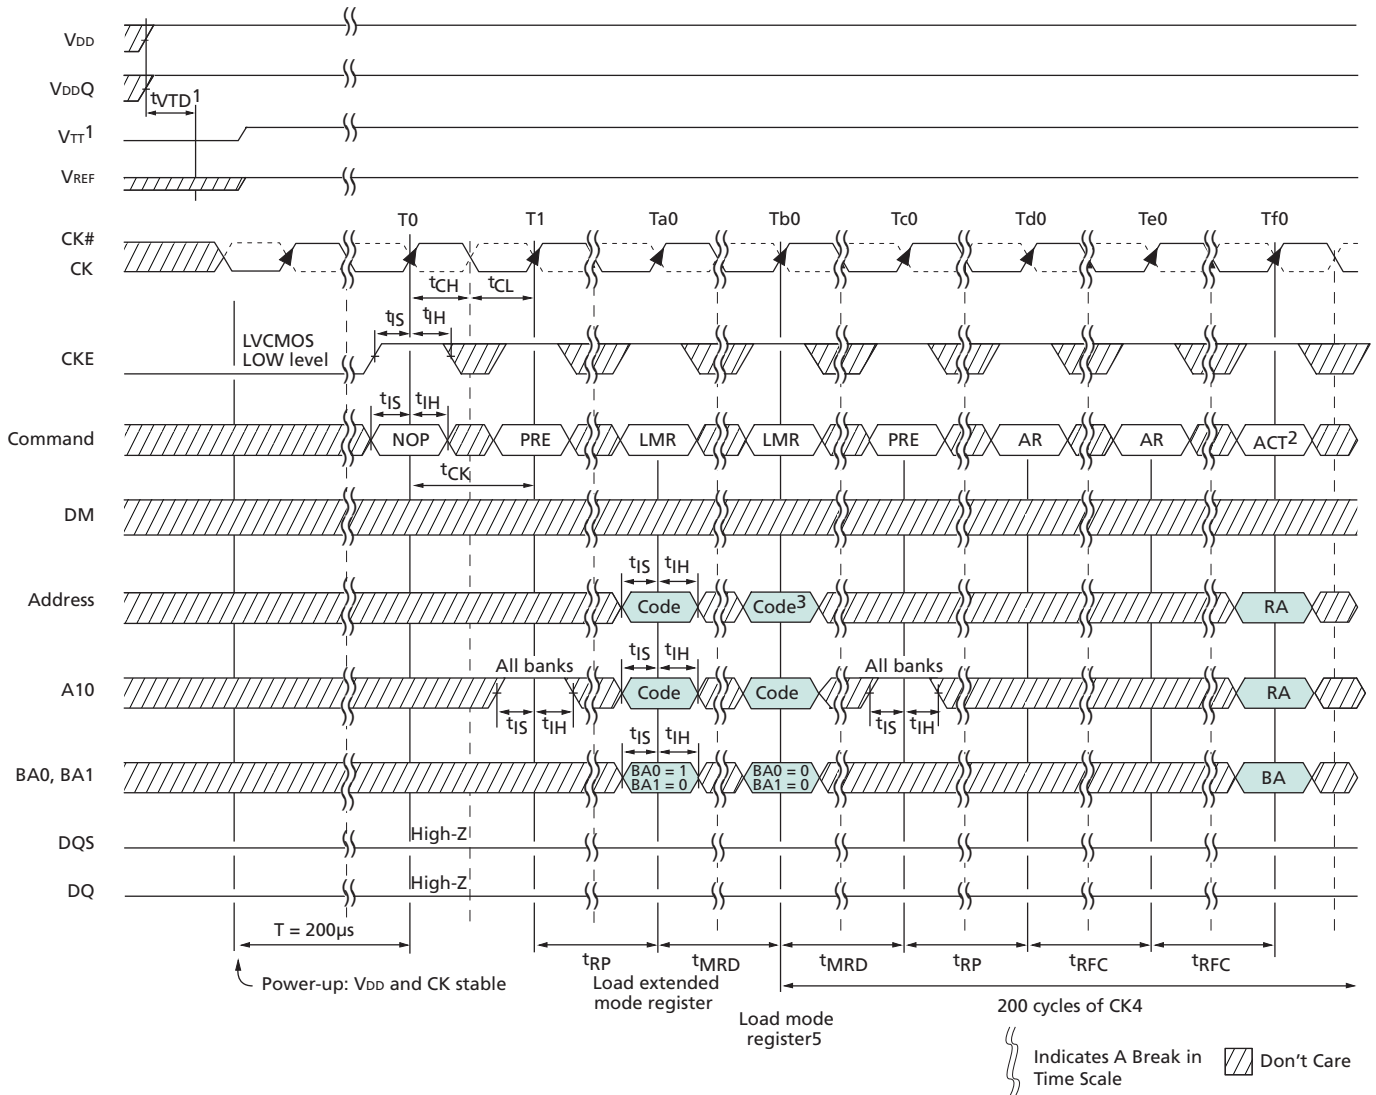 VDD
VDDQ
tVTD1
VTT1
VREF
T0 T1 Ta0 Tb0 Tc0 Td0 Te0 Tf0
CK#
CK
tCH tCL
tIS tIH
LVCMOS
LOW level
CKE
tIS tIH
Command NOP PRE LMR LMR PRE AR AR ACT2
tCK
DM
tIS tIH
Address Code Code3 RA
tIS tIH
All banks All banks
A10 Code Code RA
tIS tIH tIS tIH
tIS tIH
BA0, BA1 BA0 = 1 BA0 = 0 BA
BA1 = 0 BA1 = 0
DQS High-Z
DQ High-Z
T = 200µs
tRP tMRD tMRD tRP tRFC tRFC
Power-up: VDD and CK stable
Load extended
mode register
200 cycles of CK4
Load mode
register5
Indicates A Break in
Time Scale
Don't Care